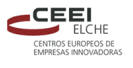 CEEI
ELCHE
CENTROS EUROPEOS DE
EMPRESAS INNOVADORAS